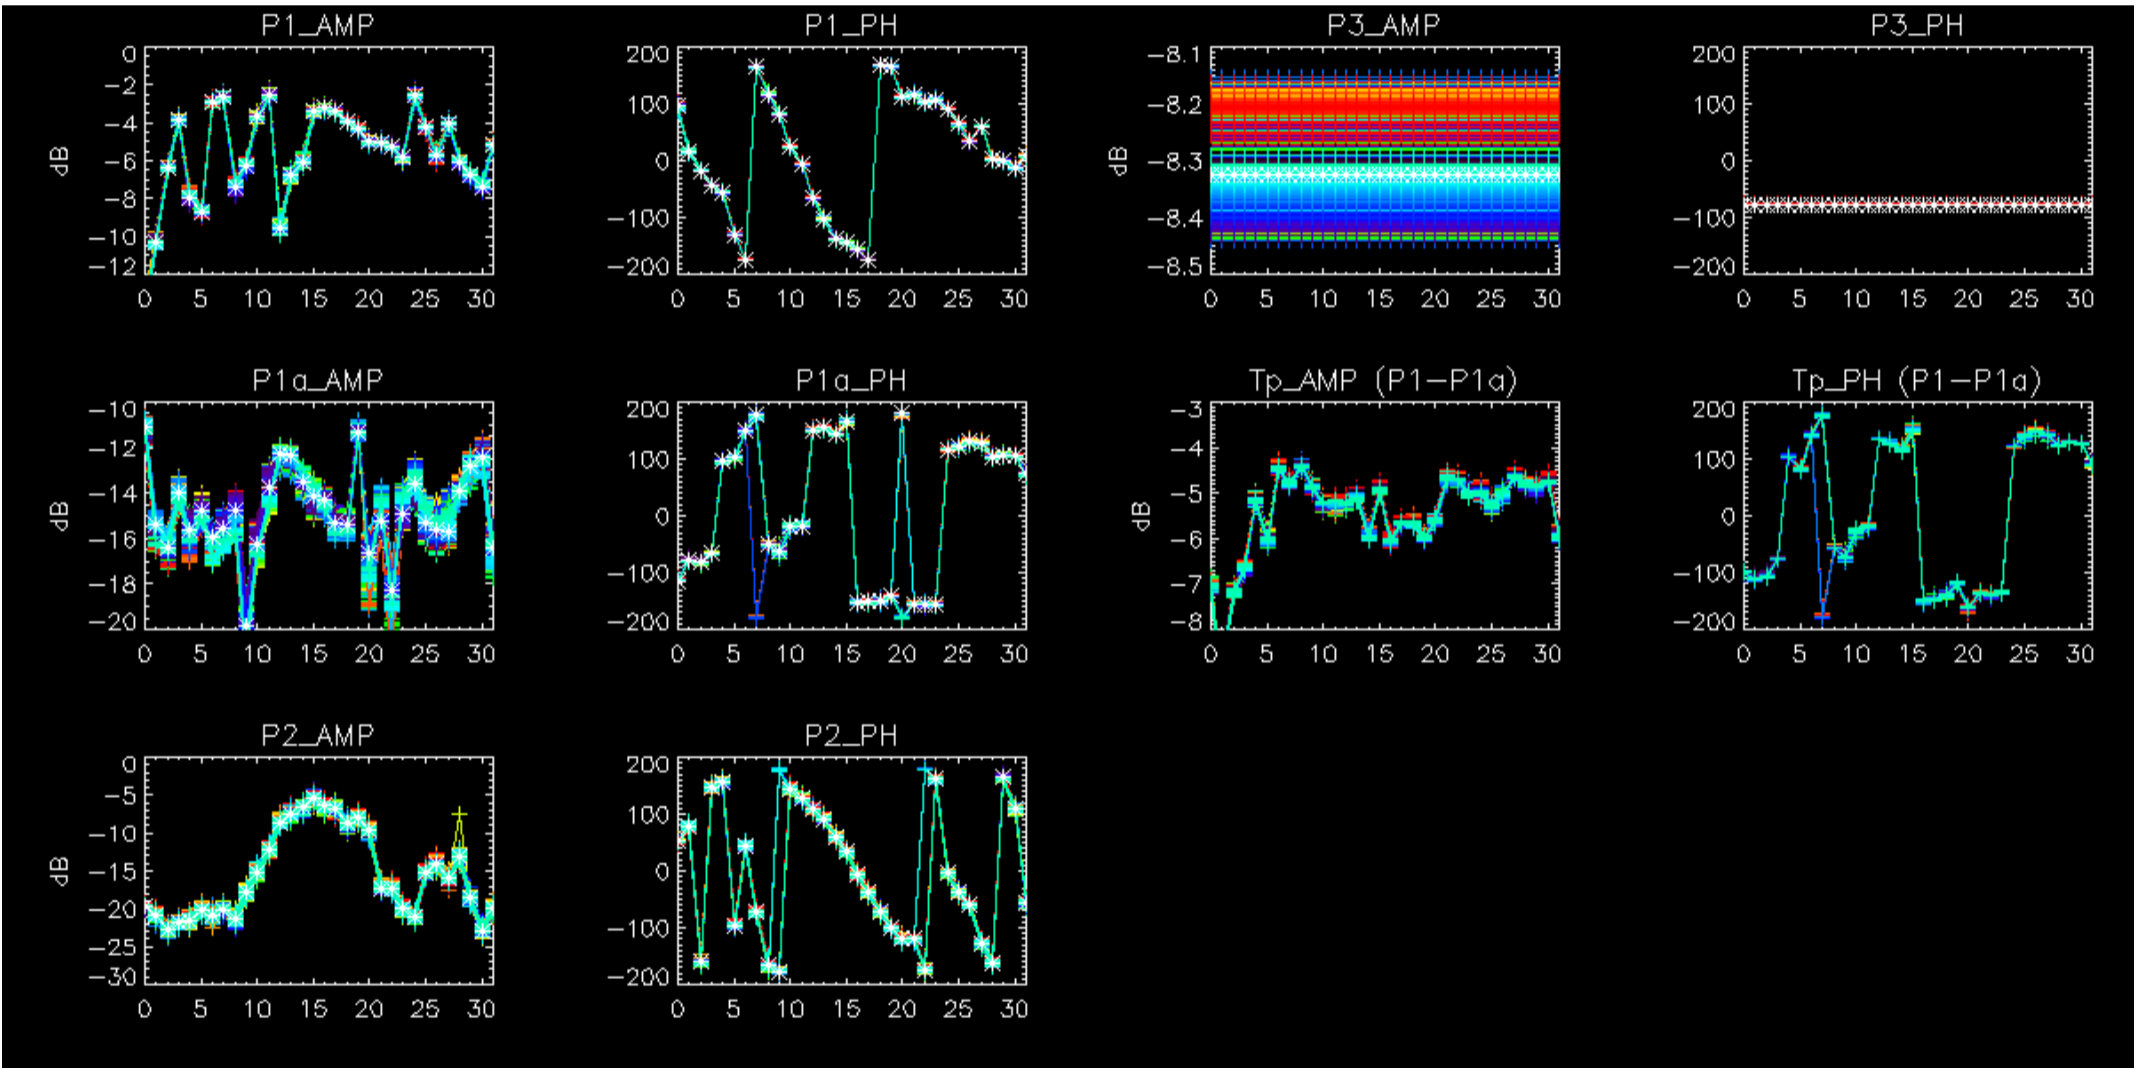 P1_AMP P1_PH P3_AMP P3_PH
0 200 −8.1 200
−2
−4 100 −8.2 100
dB −6 0 dB −8.3 0
−8
−10 −100 −8.4 −100
−12 −200 −8.5 −200
0 5 10 15 20 25 30 0 5 10 15 20 25 30 0 5 10 15 20 25 30 0 5 10 15 20 25 30
P1a_AMP P1a_PH Tp_AMP (P1−P1a) Tp_PH (P1−P1a)
−10 200 −3 200
−12 100 −4 100
−14
dB 0 dB −5 0
−16 −6
−18 −100 −7 −100
−20 −200 −8 −200
0 5 10 15 20 25 30 0 5 10 15 20 25 30 0 5 10 15 20 25 30 0 5 10 15 20 25 30
P2_AMP P2_PH
0 200
−5
−10 100
dB −15 0
−20
−25 −100
−30 −200
0 5 10 15 20 25 30 0 5 10 15 20 25 30